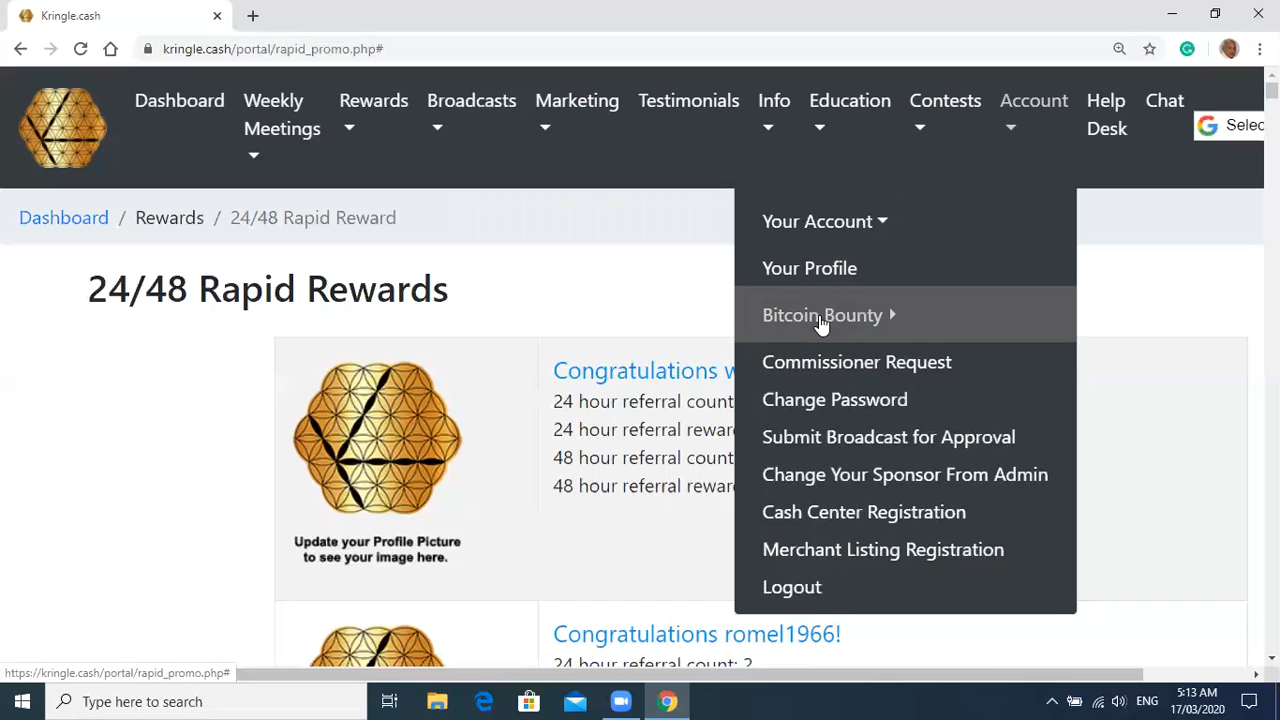 Kringle.cash
kringle.cash/portal/rapid_promo.php#
Dashboard
Weekly
Meetings
Rewards
Broadcasts
Marketing
Testimonials
Info
Education
Contests
Account
Help
Desk
Chat
Selec
Dashboard / Rewards / 24/48 Rapid Reward
24/48 Rapid Rewards
Your Account
Your Profile
Bitcoin Bounty
Commissioner Request
Change Password
Submit Broadcast for Approval
Change Your Sponsor From Admin
Cash Center Registration
Merchant Listing Registration
Logout
Update your Profile Picture
to see your image here.
Congratulations w
24 hour referral count:
24 hour referral rewar
48 hour referral count
48 hour referral rewar
Congratulations romel1966!
24 hour referral count: 2
https://kringle.cash/portal/rapid_promo.php#
Type here to search
ENG
5:13 AM
17/03/2020